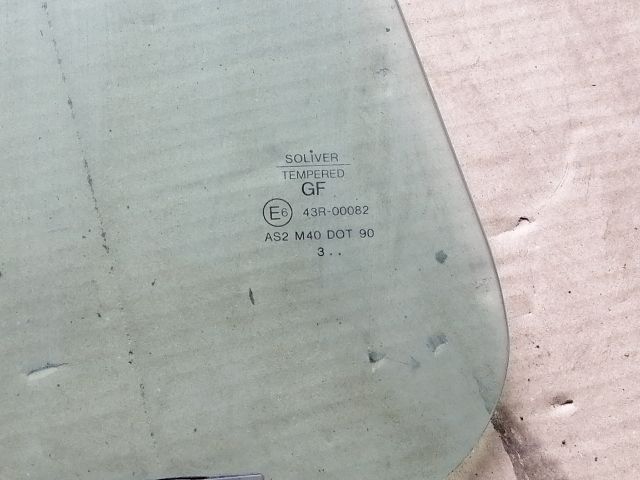 SOLIVER
TEMPERED
GF
E6 43R-00082
AS2 M40 DOT 90
3..